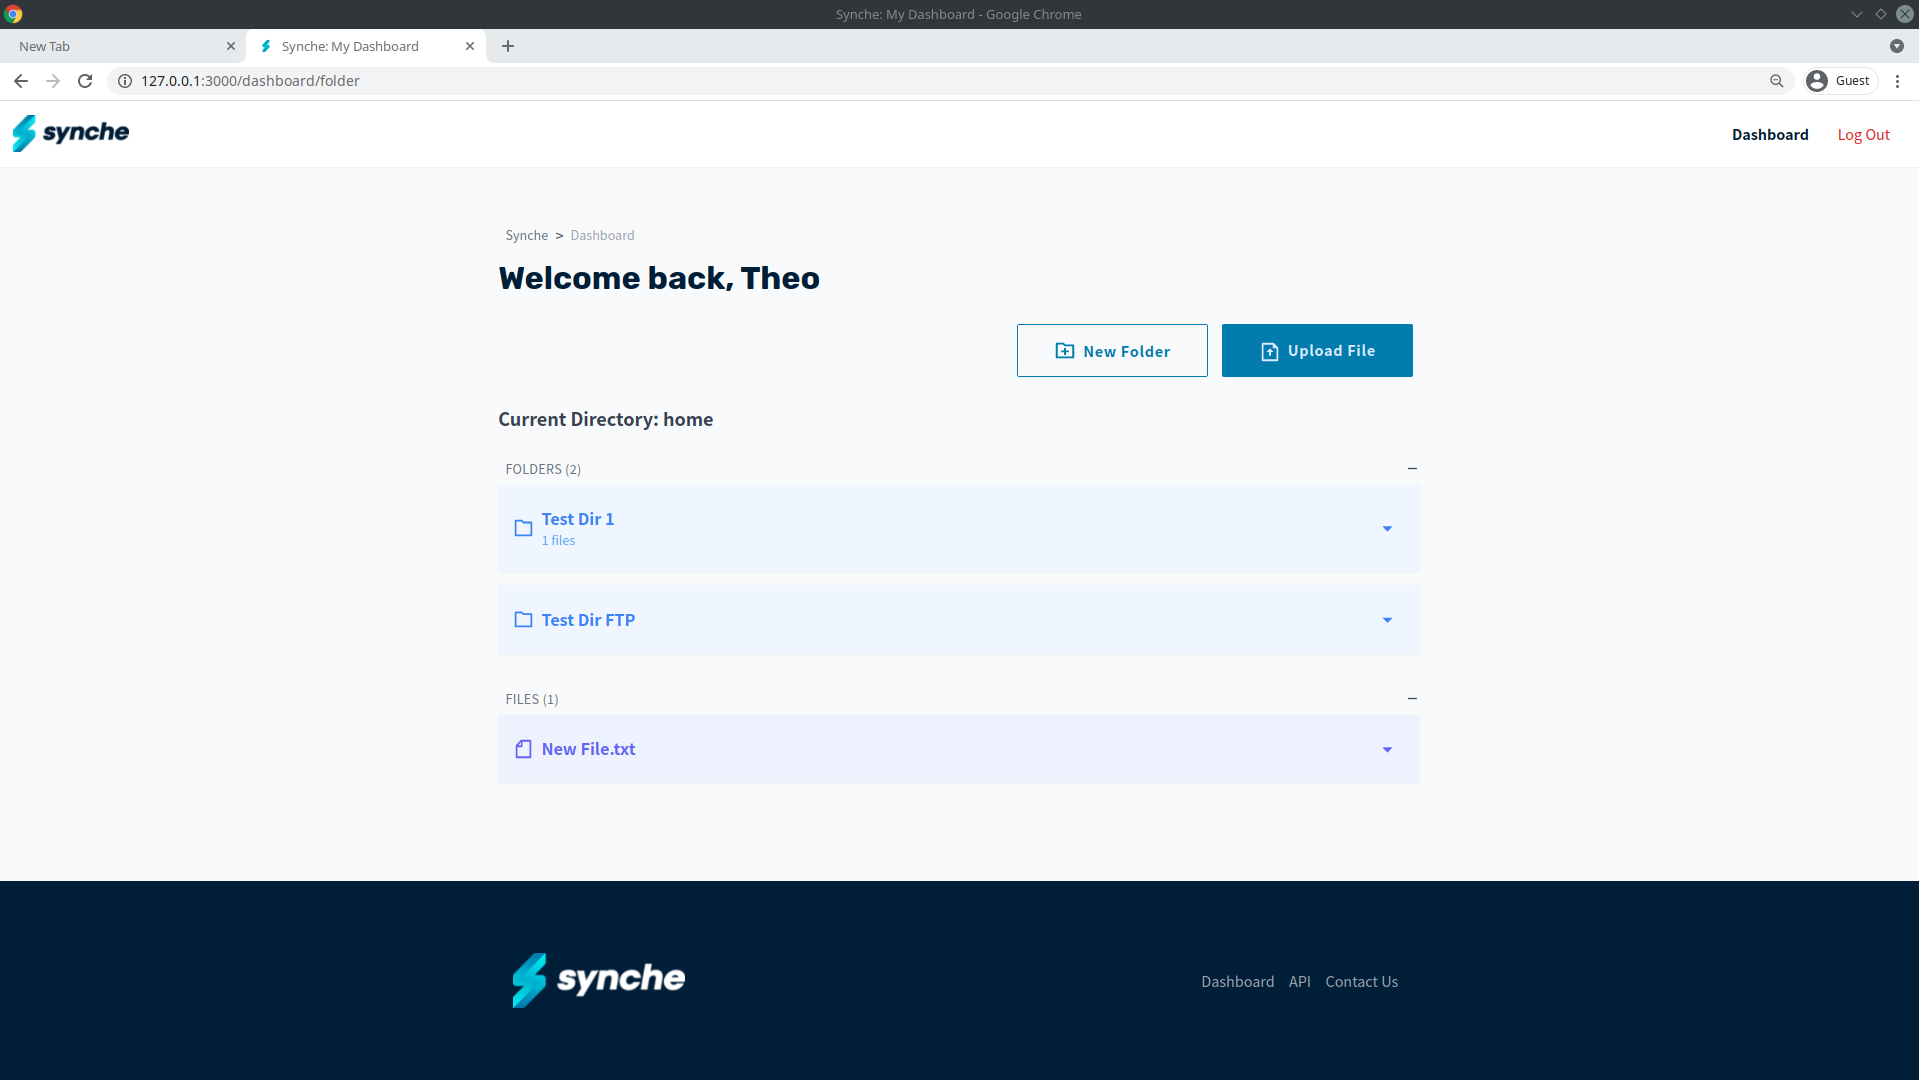 Synche: My Dashboard - Google Chrome
New Tab
Synche: My Dashboard
127.0.0.1:3000/dashboard/folder
Guest
synche
Dashboard
Log Out
Synche > Dashboard
Welcome back, Theo
New Folder
Upload File
Current Directory: home
FOLDERS (2)
Test Dir 1
1 files
Test Dir FTP
FILES (1)
New File.txt
synche
Dashboard
API
Contact Us